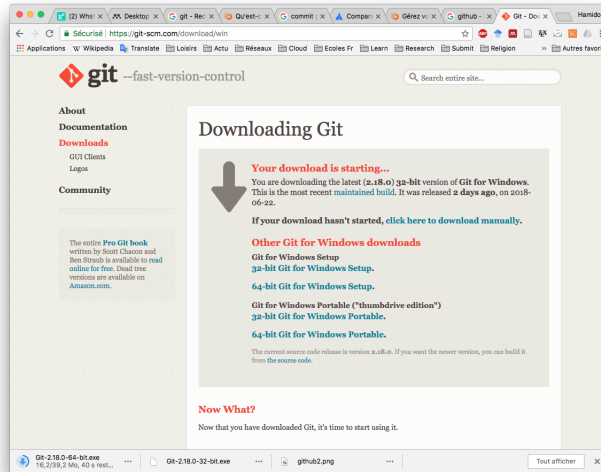 (2) What
Desktop
git - Rec
Qu'est-c
commit
Compar
Gérez vo
github -
Git - Dow
Hamido
Sécurisé | https://git-scm.com/download/win
Applications Wikipedia Translate Loisirs Actu Réseaux Cloud Ecoles Fr Learn Research Submit Religion » Autres favori
git --fast-version-control
Search entire site...
About
Documentation
Downloads
GUI Clients
Logos
Community
The entire Pro Git book
written by Scott Chacon and
Ben Straub is available to read
online for free. Dead tree
versions are available on
Amazon.com.
Downloading Git
Your download is starting...
You are downloading the latest (2.18.0) 32-bit version of Git for Windows.
This is the most recent maintained build. It was released 2 days ago, on 2018-
06-22.
If your download hasn't started, click here to download manually.
Other Git for Windows downloads
Git for Windows Setup
32-bit Git for Windows Setup.
64-bit Git for Windows Setup.
Git for Windows Portable ("thumbdrive edition")
32-bit Git for Windows Portable.
64-bit Git for Windows Portable.
The current source code release is version 2.18.0. If you want the newer version, you can build it
from the source code.
Now What?
Now that you have downloaded Git, it's time to start using it.
Git-2.18.0-64-bit.exe
16,2/39,2 Mo, 40 s rest...
Git-2.18.0-32-bit.exe
github2.png
Tout afficher